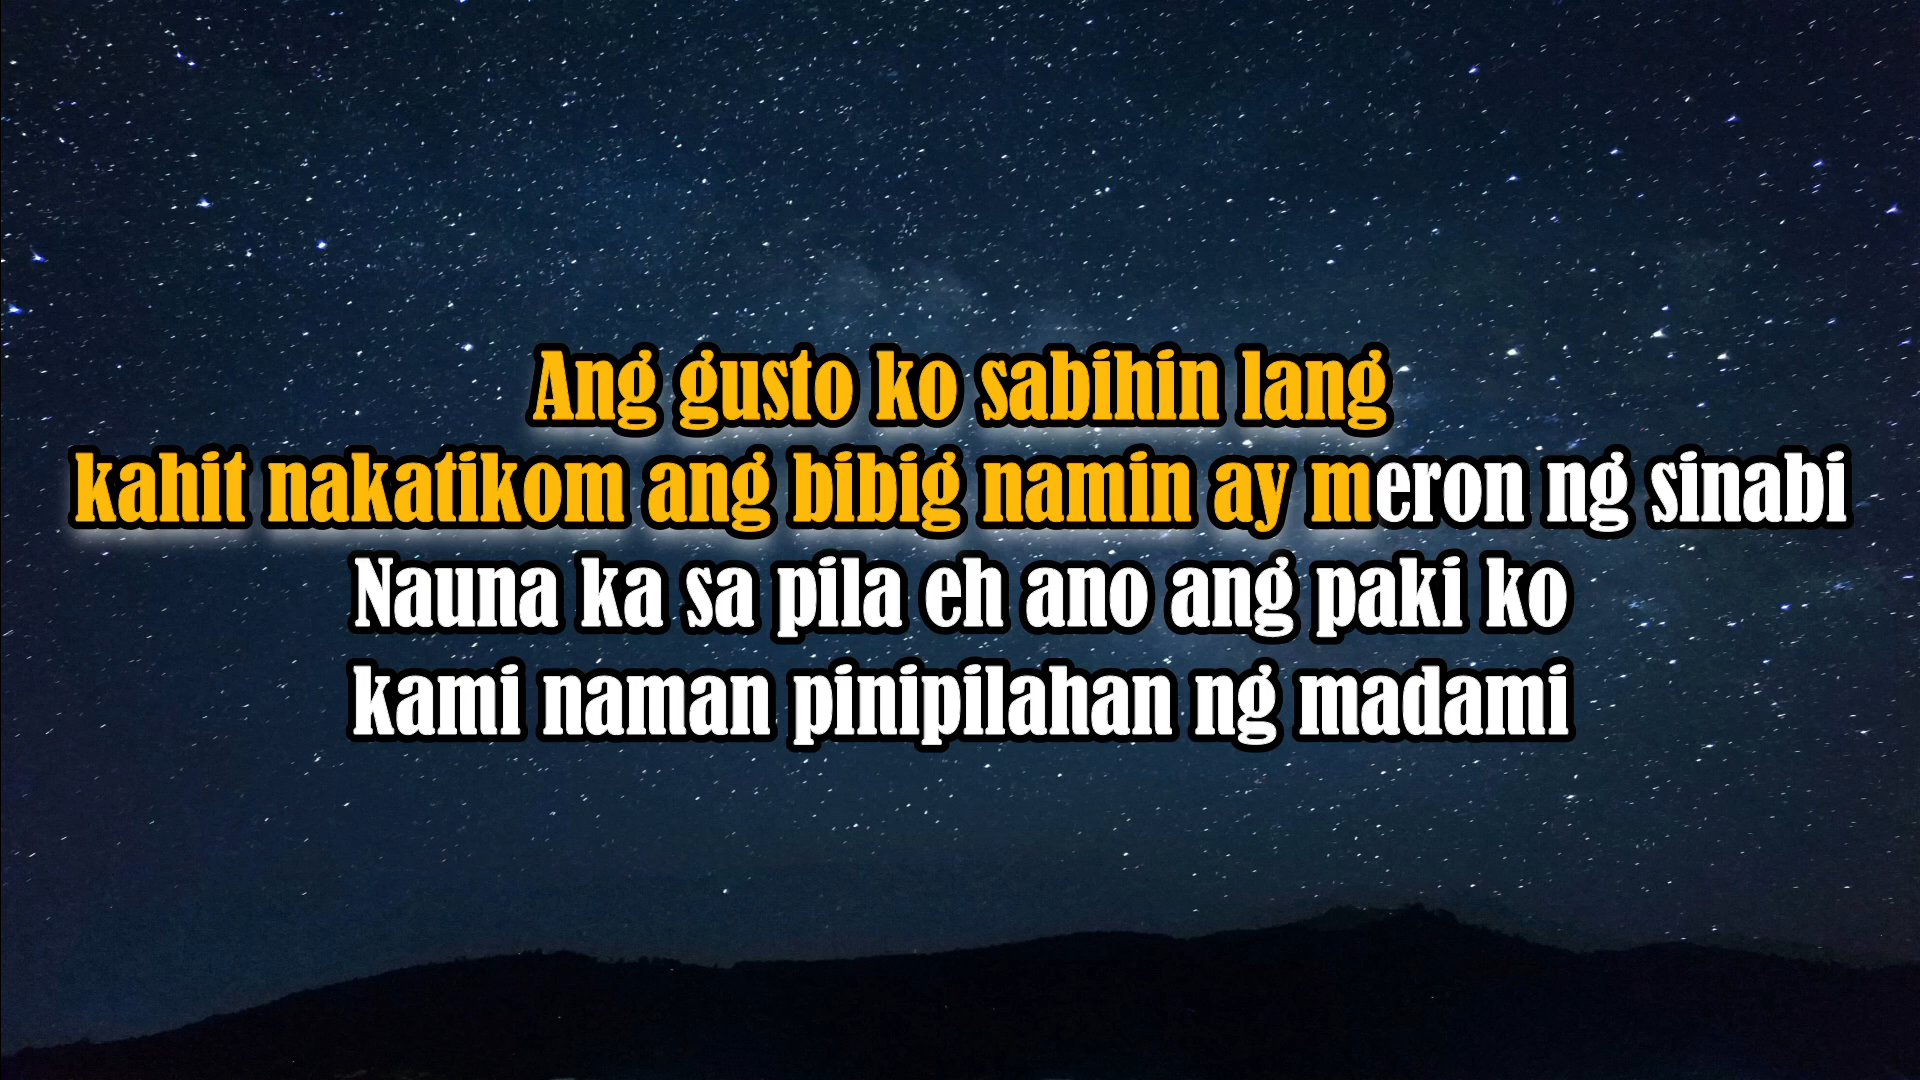 Ang gusto ko sabihin lang
kahit nakatikom ang bibig namin ay meron ng sinabi
Nauna ka sa pila eh ano ang paki ko
kami naman pinipilahan ng madami